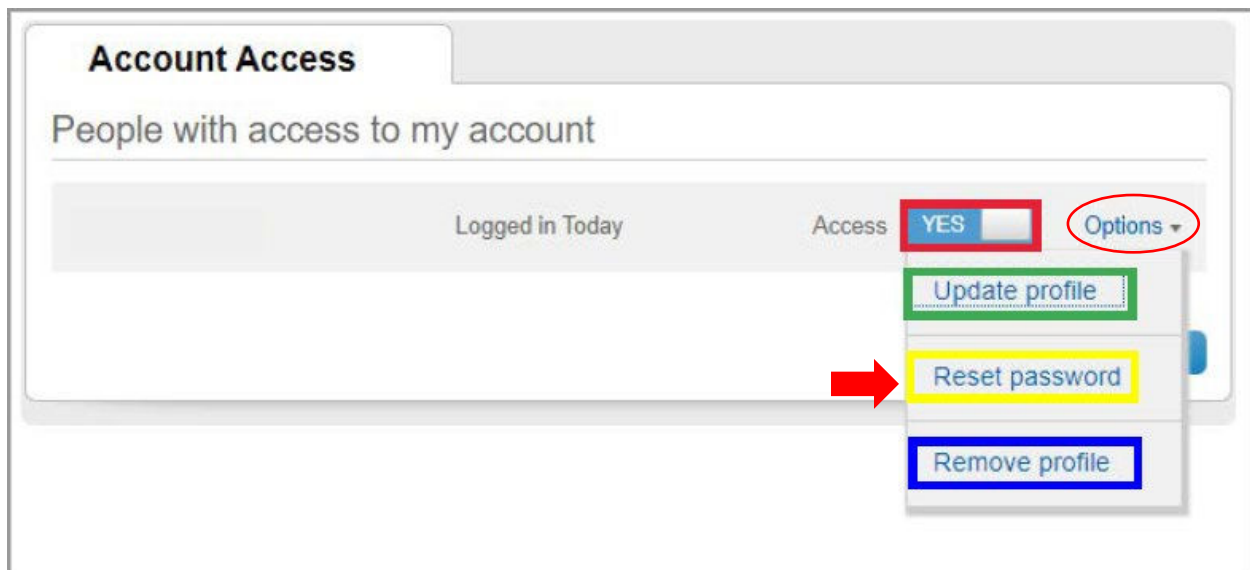 Account Access
People with access to my account
Logged in Today Access YES Options
Update profile
Reset password
Remove profile